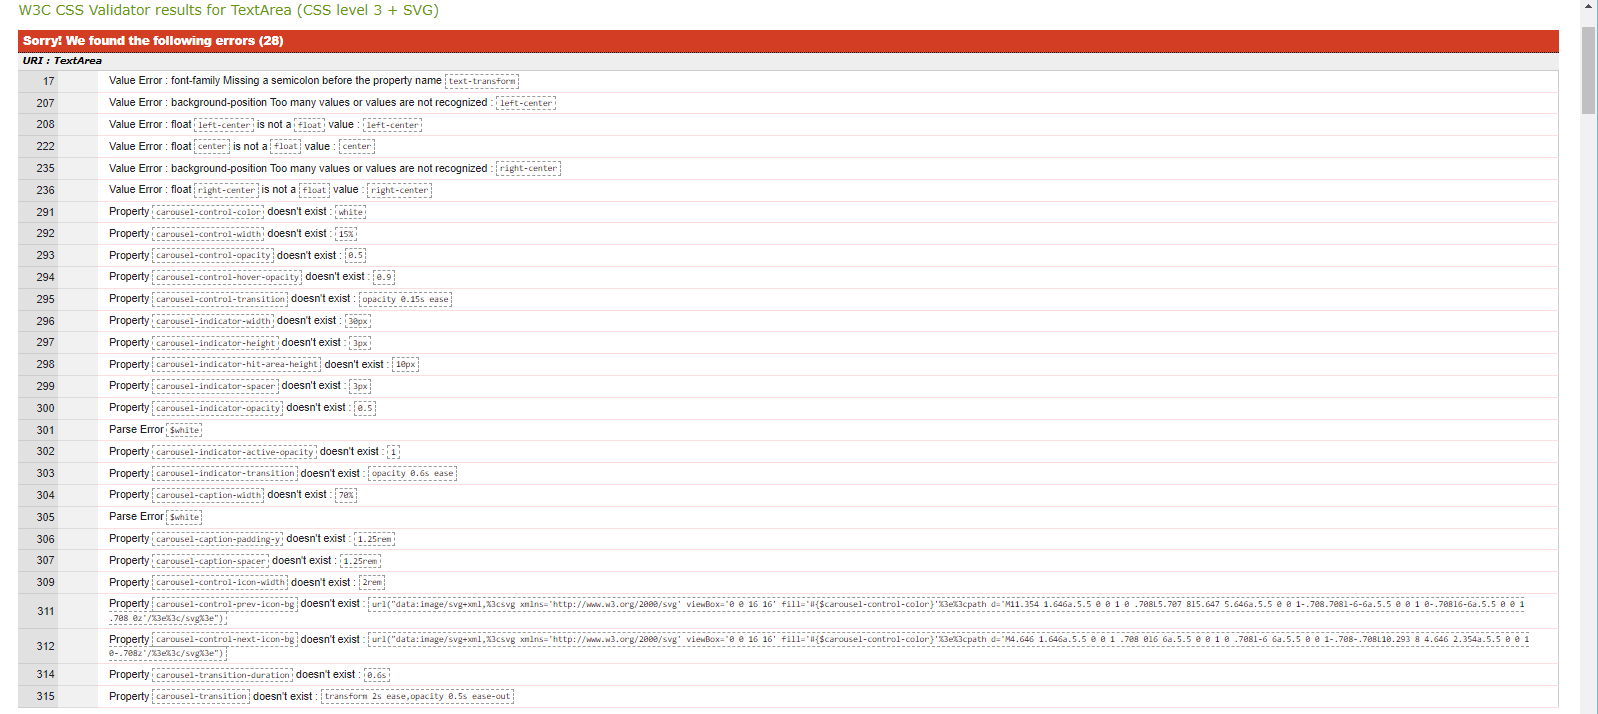 W3C CSS Validator results for TextArea (CSS level 3 + SVG)
Sorry! We found the following errors (28)
URI : TextArea
17 Value Error : font-family Missing a semicolon before the property name text-transform
207 Value Error : background-position Too many values or values are not recognized : left-center
208 Value Error : float left-center is not a float value : left-center
222 Value Error : float center is not a float value : center
235 Value Error : background-position Too many values or values are not recognized : right-center
236 Value Error : float right-center is not a float value : right-center
291 Property carousel-control-color doesn't exist : white
292 Property carousel-control-width doesn't exist : 15%
293 Property carousel-control-opacity doesn't exist : 0.5
294 Property carousel-control-hover-opacity doesn't exist : 0.9
295 Property carousel-control-transition doesn't exist : opacity 0.15s ease
296 Property carousel-indicator-width doesn't exist : 30px
297 Property carousel-indicator-height doesn't exist : 3px
298 Property carousel-indicator-hit-area-height doesn't exist : 10px
299 Property carousel-indicator-spacer doesn't exist : 3px
300 Property carousel-indicator-opacity doesn't exist : 0.5
301 Parse Error $white
302 Property carousel-indicator-active-opacity doesn't exist : 1
303 Property carousel-indicator-transition doesn't exist : opacity 0.6s ease
304 Property carousel-caption-width doesn't exist : 70%
305 Parse Error $white
306 Property carousel-caption-padding-y doesn't exist : 1.25rem
307 Property carousel-caption-spacer doesn't exist : 1.25rem
309 Property carousel-control-icon-width doesn't exist : 2rem
311 Property carousel-control-prev-icon-bg doesn't exist : url("data:image/svg+xml,%3csvg xmlns='http://www.w3.org/2000/svg' viewBox='0 0 16 16' fill='#{$carousel-control-color}'%3e%3cpath d='M11.354 1.646a.5.5 0 0 1 0 .708L5.707 8l5.647 5.646a.5.5 0 0 1-.708.708l-6-6a.5.5 0 0 1 0-.708l6-6a.5.5 0 0 1
.708 0z'/%3e%3c/svg%3e")
312 Property carousel-control-next-icon-bg doesn't exist : url("data:image/svg+xml,%3csvg xmlns='http://www.w3.org/2000/svg' viewBox='0 0 16 16' fill='#{$carousel-control-color}'%3e%3cpath d='M4.646 1.646a.5.5 0 0 1 .708 0l6 6a.5.5 0 0 1 0 .708l-6 6a.5.5 0 0 1-.708-.708L10.293 8 4.646 2.354a.5.5 0 0 1
0-.708z'/%3e%3c/svg%3e")
314 Property carousel-transition-duration doesn't exist : 0.6s
315 Property carousel-transition doesn't exist : transform 2s ease,opacity 0.5s ease-out